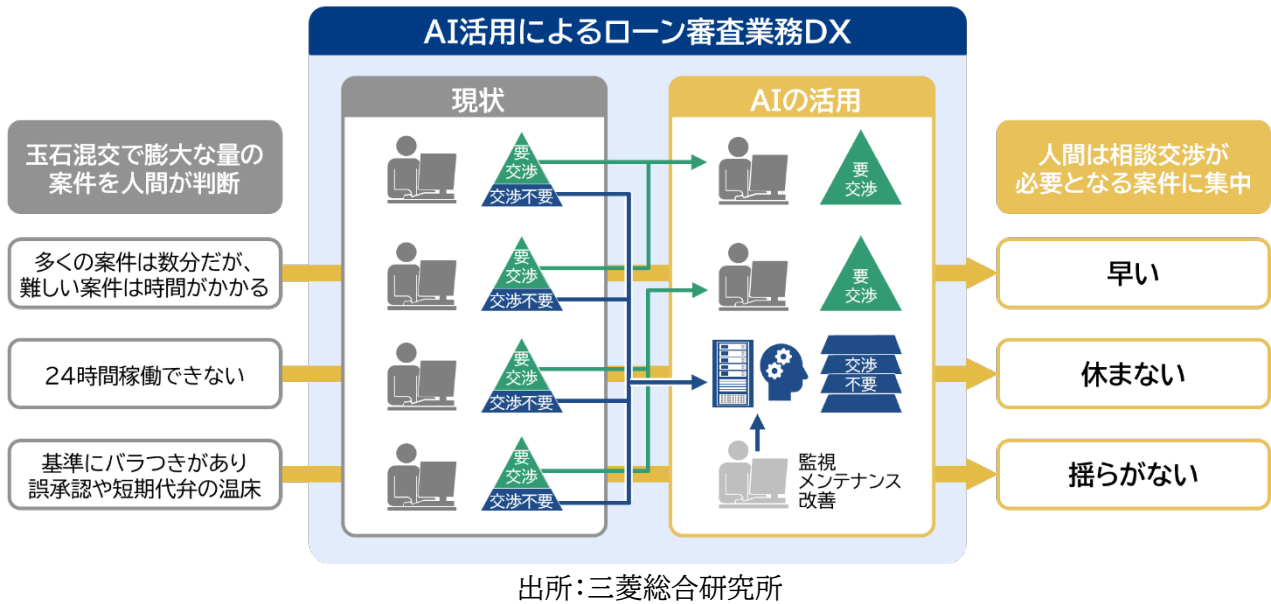 AI活用によるローン審査業務DX
現状
AIの活用
玉石混交で膨大な量の
案件を人間が判断
多くの案件は数分だが、
難しい案件は時間がかかる
24時間稼働できない
基準にバラつきがあり
誤承認や短期代弁の温床
要
交渉
交渉不要
要
交渉
交渉不要
要
交渉
交渉不要
要
交渉
交渉不要
要
交渉
要
交渉
交渉
不要
監視
メンテナンス
改善
人間は相談交渉が
必要となる案件に集中
早い
休まない
揺らがない
出所：三菱総合研究所